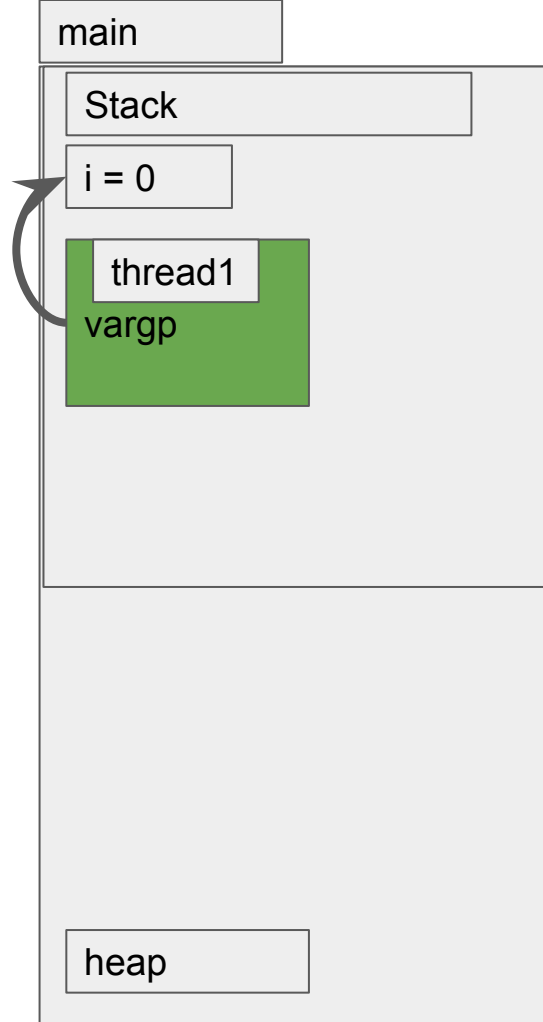 main
Stack
i = 0
thread1
vargp
heap